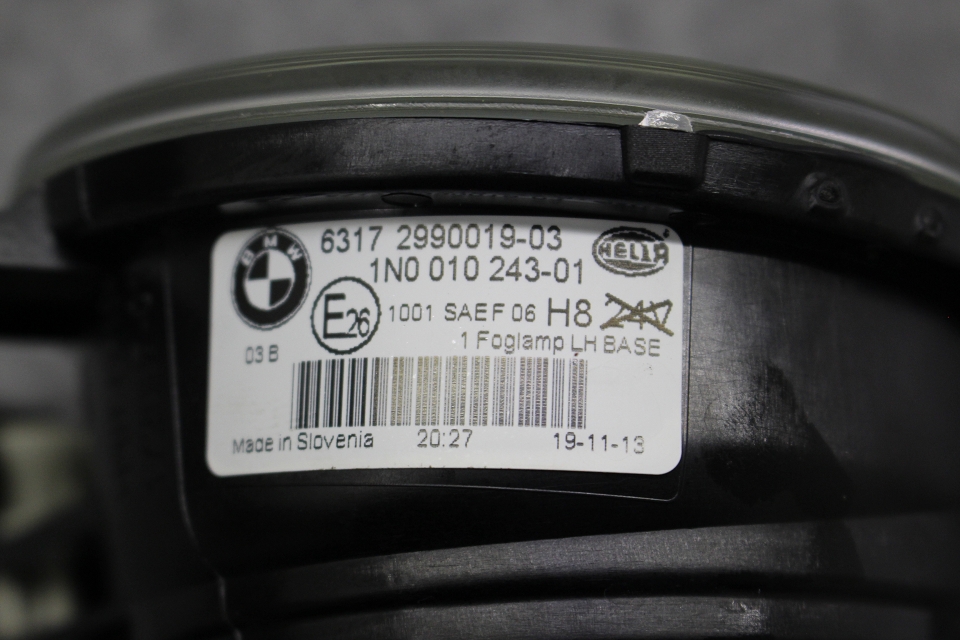 BMW
6317 2990019-03
HELLA
1N0 010 243-01
E26
1001 SAE F 06 H8
1 Foglamp LH BASE
03 B
Made in Slovenia 20:27 19-11-13